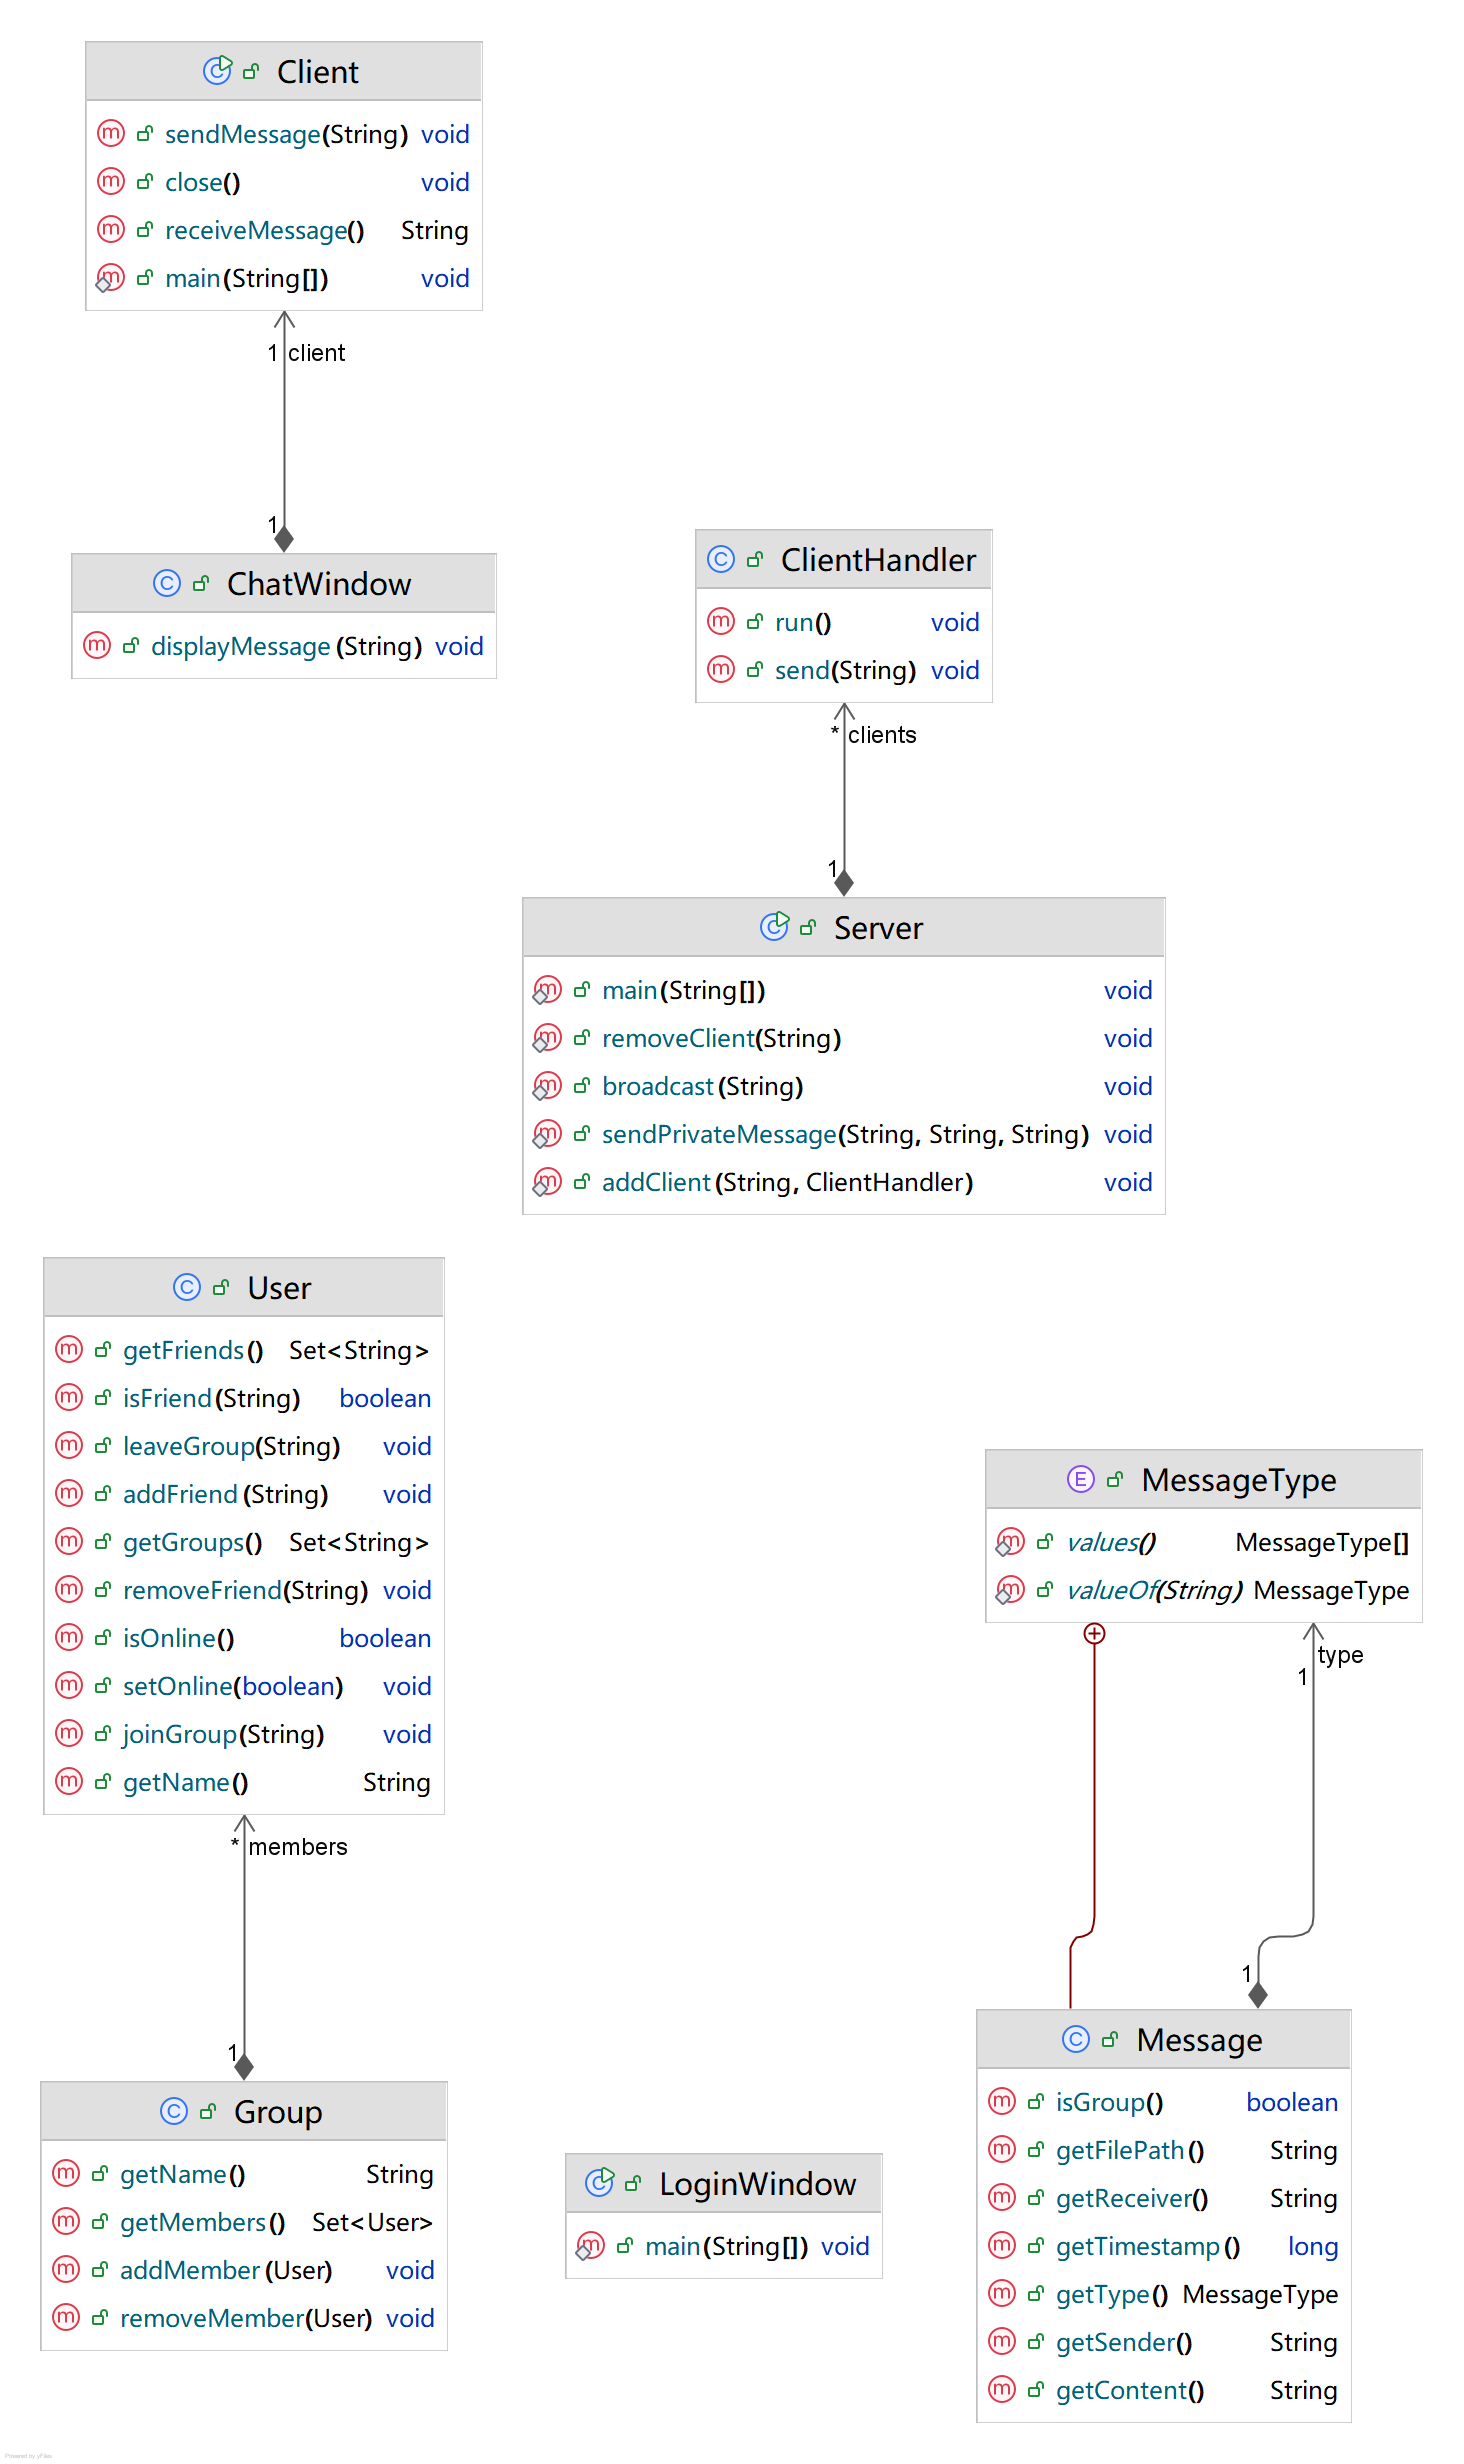 Client
sendMessage(String) void
close() void
receiveMessage() String
main(String[]) void
1 client
1
ChatWindow
displayMessage(String) void
ClientHandler
run() void
send(String) void
* clients
1
Server
main(String[]) void
removeClient(String) void
broadcast(String) void
sendPrivateMessage(String, String, String) void
addClient(String, ClientHandler) void
User
getFriends() Set<String>
isFriend(String) boolean
leaveGroup(String) void
addFriend(String) void
getGroups() Set<String>
removeFriend(String) void
isOnline() boolean
setOnline(boolean) void
joinGroup(String) void
getName() String
* members
1
Group
getName() String
getMembers() Set<User>
addMember(User) void
removeMember(User) void
MessageType
values() MessageType[]
valueOf(String) MessageType
type
1
1
Message
isGroup() boolean
getFilePath() String
getReceiver() String
getTimestamp() long
getType() MessageType
getSender() String
getContent() String
LoginWindow
main(String[]) void
Powered by yFiles